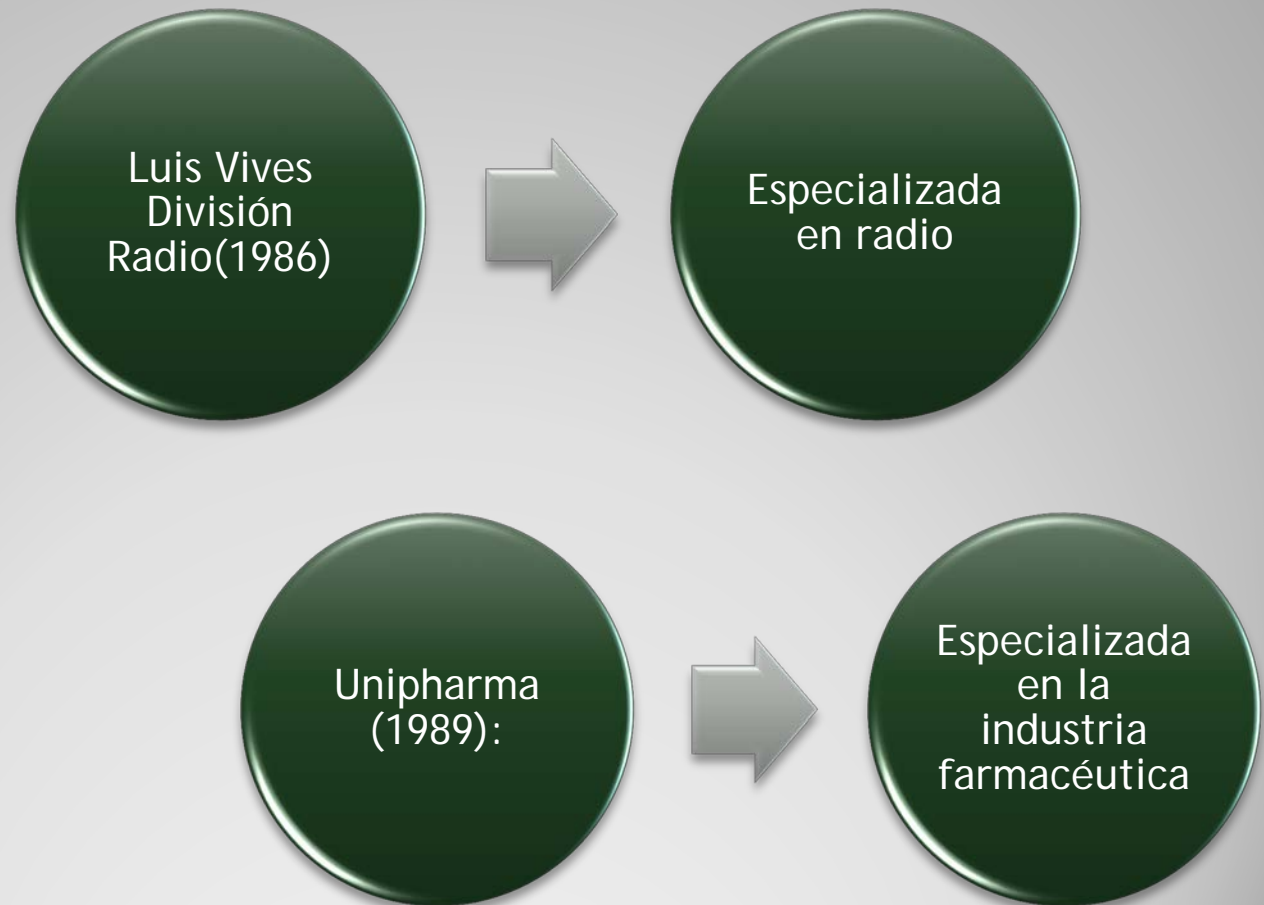 Luis Vives
División
Radio(1986)
Especializada
en radio
Unipharma
(1989):
Especializada
en la
industria
farmacéutica